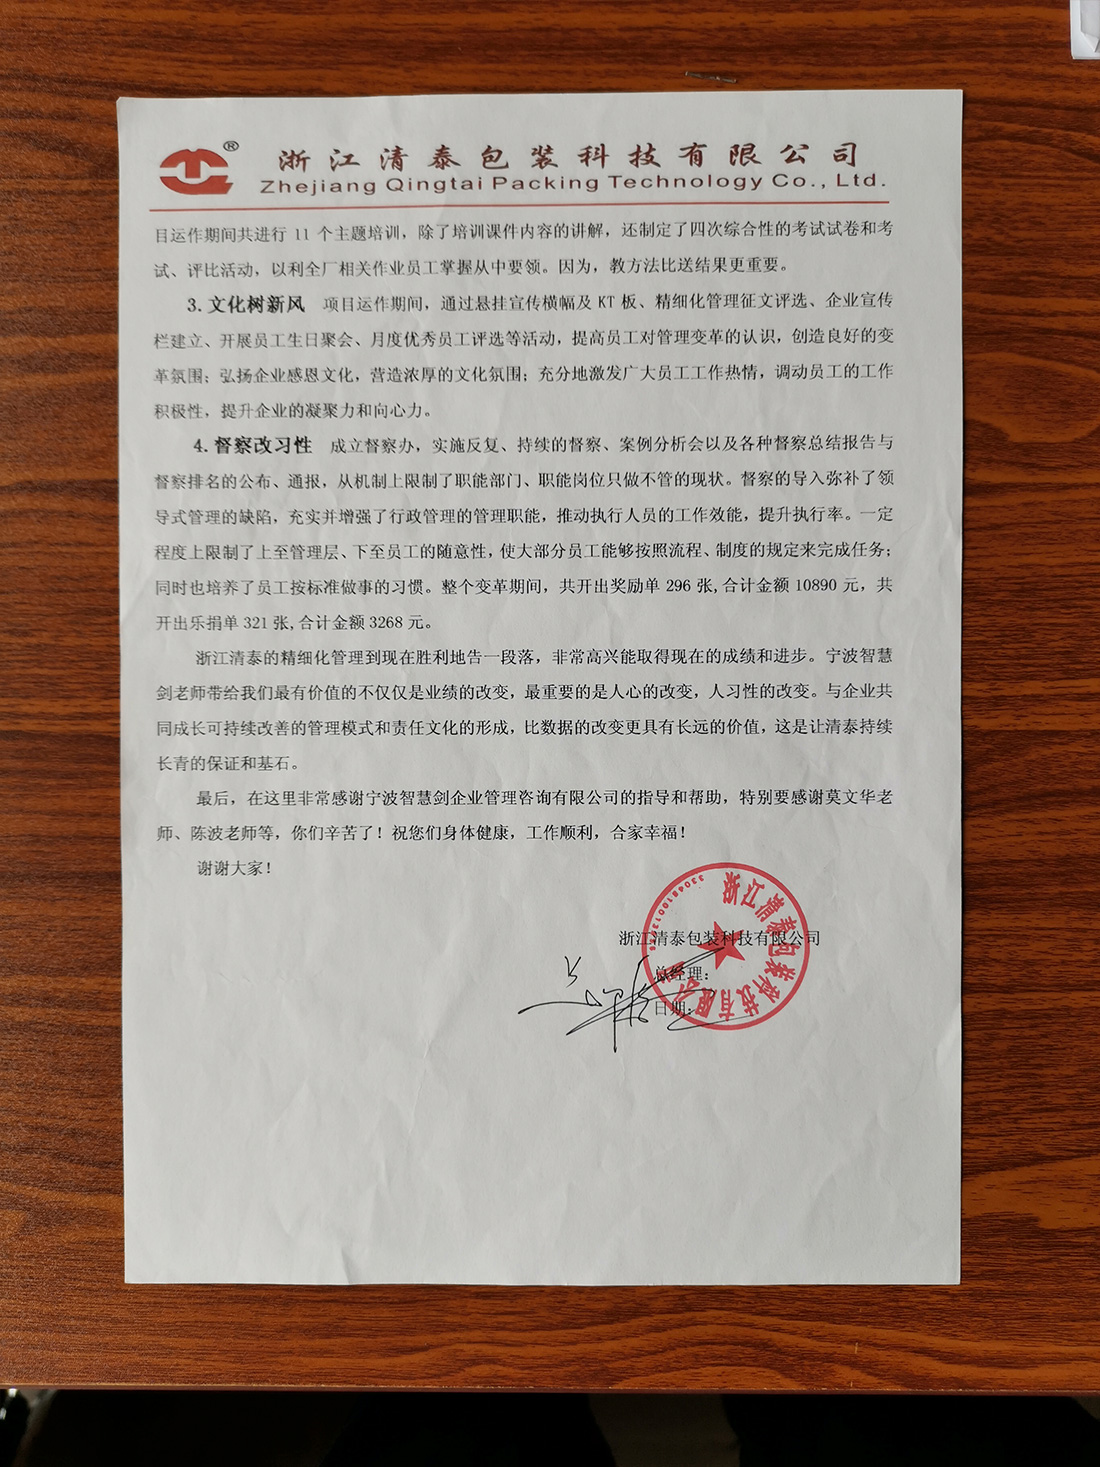 ®
浙江清泰包装科技有限公司
Zhejiang Qingtai Packing Technology Co., Ltd.
目运作期间共进行 11 个主题培训，除了培训课件内容的讲解，还制定了四次综合性的考试试卷和考
试、评比活动，以利全厂相关作业员工掌握从中要领。因为，教方法比送结果更重要。
3. 文化树新风 项目运作期间，通过悬挂宣传横幅及 KT 板、精细化管理征文评选、企业宣传
栏建立、开展员工生日聚会、月度优秀员工评选等活动，提高员工对管理变革的认识，创造良好的变
革氛围；弘扬企业感恩文化，营造浓厚的文化氛围；充分地激发广大员工工作热情，调动员工的工作
积极性，提升企业的凝聚力和向心力。
4. 督察改习性 成立督察办，实施反复、持续的督察、案例分析会以及各种督察总结报告与
督察排名的公布、通报，从机制上限制了职能部门、职能岗位只做不管的现状。督察的导入弥补了领
导式管理的缺陷，充实并增强了行政管理的管理职能，推动执行人员的工作效能，提升执行率。一定
程度上限制了上至管理层、下至员工的随意性，使大部分员工能够按照流程、制度的规定来完成任务；
同时也培养了员工按标准做事的习惯。整个变革期间，共开出奖励单 296 张,合计金额 10890 元，共
开出乐捐单 321 张,合计金额 3268 元。
浙江清泰的精细化管理到现在胜利地告一段落，非常高兴能取得现在的成绩和进步。宁波智慧
剑老师带给我们最有价值的不仅仅是业绩的改变，最重要的是人心的改变，人习性的改变。与企业共
同成长可持续改善的管理模式和责任文化的形成，比数据的改变更具有长远的价值，这是让清泰持续
长青的保证和基石。
最后，在这里非常感谢宁波智慧剑企业管理咨询有限公司的指导和帮助，特别要感谢莫文华老
师、陈波老师等，你们辛苦了！祝您们身体健康，工作顺利，合家幸福！
谢谢大家！
浙江清泰包装科技有限公司
总经理：
日期：
浙江清泰包装科技有限公司